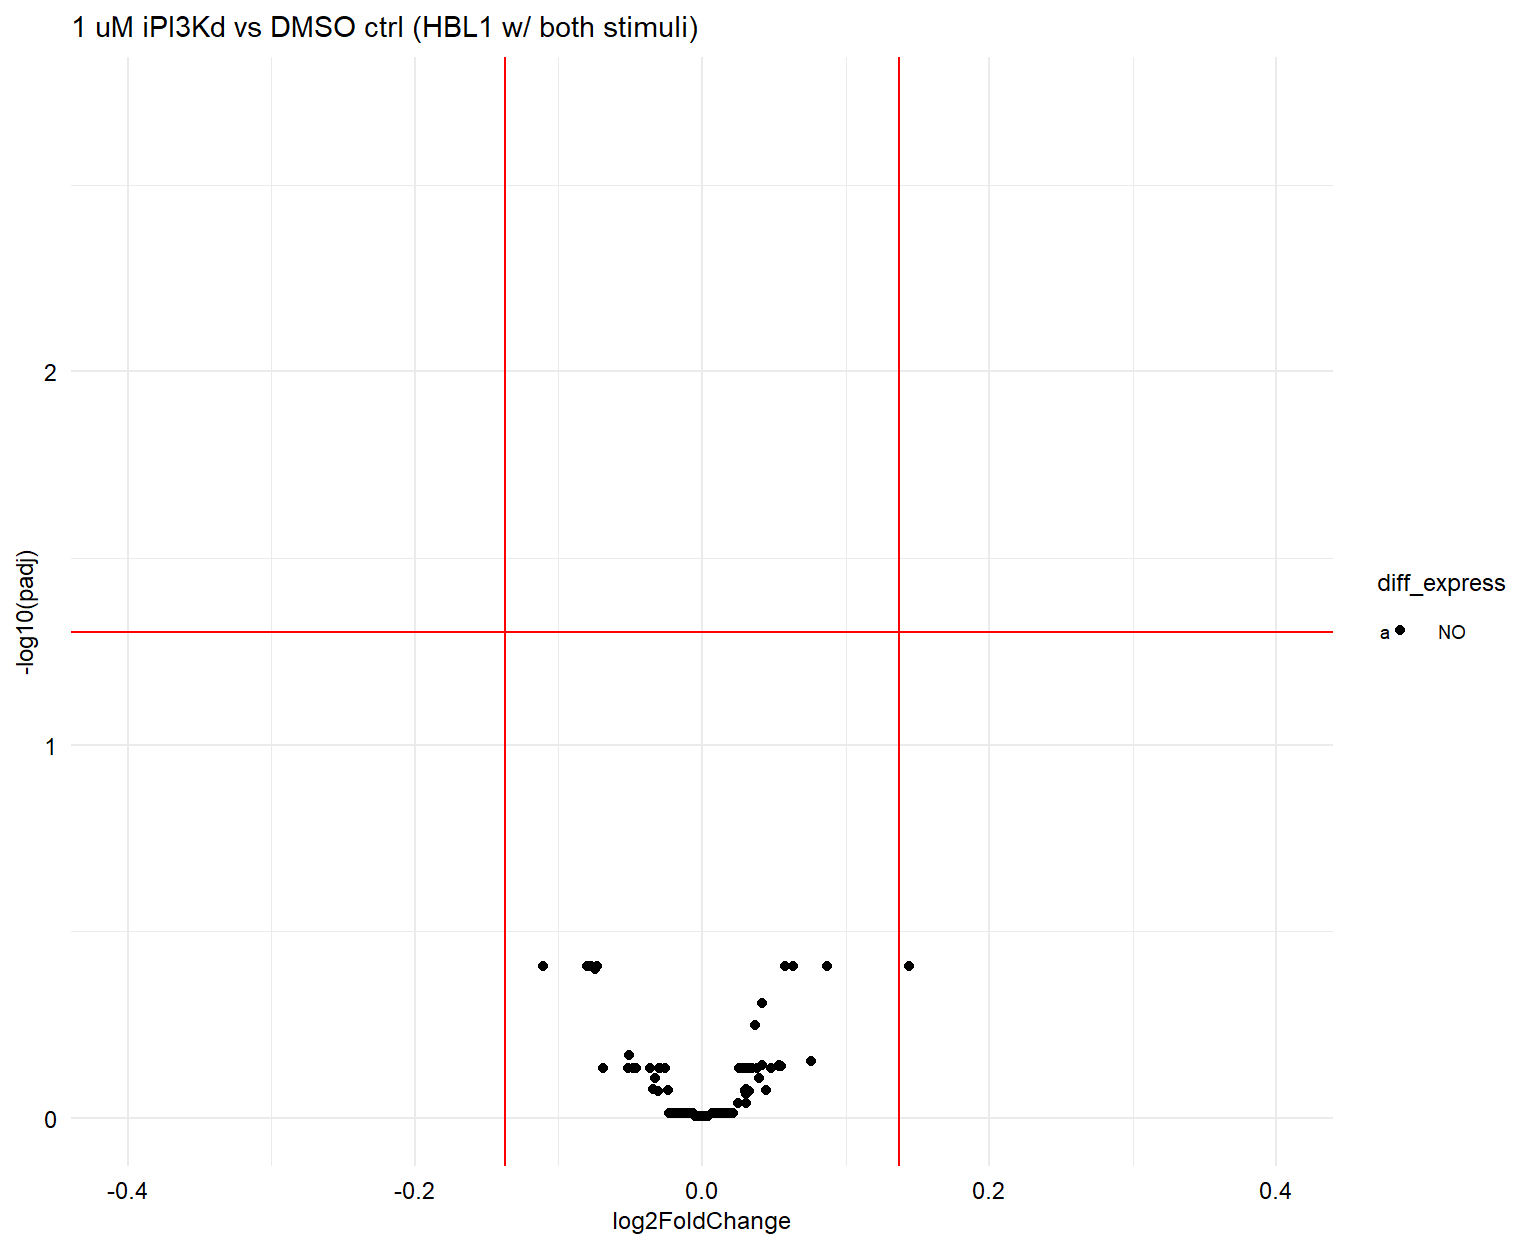 1 uM iPI3Kd vs DMSO ctrl (HBL1 w/ both stimuli)
-log10(padj)
2
1
0
-0.4
-0.2
0.0
0.2
0.4
log2FoldChange
diff_express
a NO